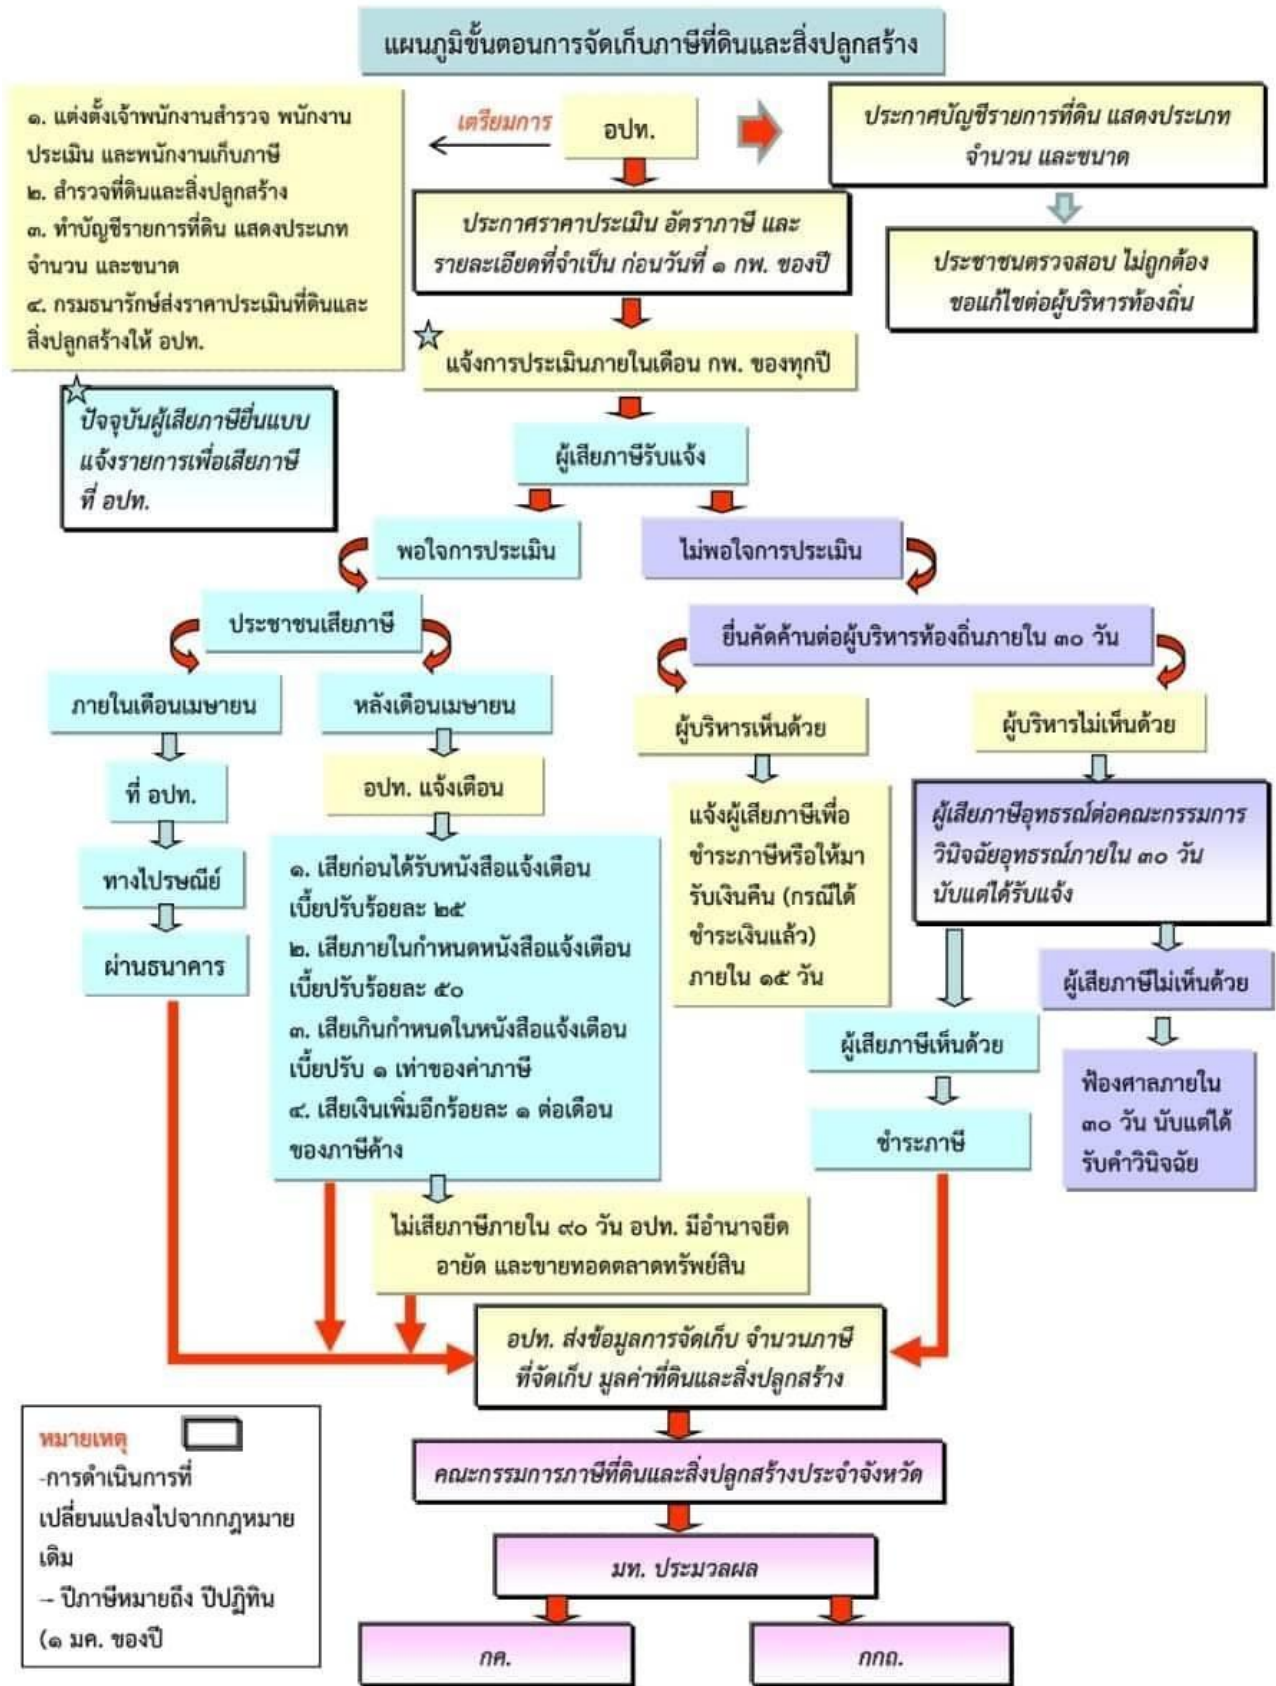 แผนภูมิขั้นตอนการจัดเก็บภาษีที่ดินและสิ่งปลูกสร้าง
๑. แต่งตั้งเจ้าพนักงานสำรวจ พนักงาน
ประเมิน และพนักงานเก็บภาษี
๒. สำรวจที่ดินและสิ่งปลูกสร้าง
๓. ทำบัญชีรายการที่ดิน แสดงประเภท
จำนวน และขนาด
๔. กรมธนารักษ์ส่งราคาประเมินที่ดินและ
สิ่งปลูกสร้างให้ อปท.
เตรียมการ
อปท.
ประกาศบัญชีรายการที่ดิน แสดงประเภท
จำนวน และขนาด
ประชาชนตรวจสอบ ไม่ถูกต้อง
ขอแก้ไขต่อผู้บริหารท้องถิ่น
ประกาศราคาประเมิน อัตราภาษี และ
รายละเอียดที่จำเป็น ก่อนวันที่ ๑ กพ. ของปี
แจ้งการประเมินภายในเดือน กพ. ของทุกปี
ปัจจุบันผู้เสียภาษียื่นแบบ
แจ้งรายการเพื่อเสียภาษี
ที่ อปท.
ผู้เสียภาษีรับแจ้ง
พอใจการประเมิน
ไม่พอใจการประเมิน
ประชาชนเสียภาษี
ยื่นคัดค้านต่อผู้บริหารท้องถิ่นภายใน ๓๐ วัน
ภายในเดือนเมษายน
หลังเดือนเมษายน
ผู้บริหารเห็นด้วย
ผู้บริหารไม่เห็นด้วย
ที่ อปท.
อปท. แจ้งเตือน
ทางไปรษณีย์
ผ่านธนาคาร
๑. เสียก่อนได้รับหนังสือแจ้งเตือน
เบี้ยปรับร้อยละ ๒๕
๒. เสียภายในกำหนดหนังสือแจ้งเตือน
เบี้ยปรับร้อยละ ๕๐
๓. เสียเกินกำหนดในหนังสือแจ้งเตือน
เบี้ยปรับ ๑ เท่าของค่าภาษี
๔. เสียเงินเพิ่มอีกร้อยละ ๑ ต่อเดือน
ของภาษีค้าง
แจ้งผู้เสียภาษีเพื่อ
ชำระภาษีหรือให้มา
รับเงินคืน (กรณีได้
ชำระเงินแล้ว)
ภายใน ๑๕ วัน
ผู้เสียภาษีอุทธรณ์ต่อคณะกรรมการ
วินิจฉัยอุทธรณ์ภายใน ๓๐ วัน
นับแต่ได้รับแจ้ง
ผู้เสียภาษีไม่เห็นด้วย
ผู้เสียภาษีเห็นด้วย
ฟ้องศาลภายใน
๓๐ วัน นับแต่ได้
รับคำวินิจฉัย
ชำระภาษี
ไม่เสียภาษีภายใน ๙๐ วัน อปท. มีอำนาจยึด
อายัด และขายทอดตลาดทรัพย์สิน
อปท. ส่งข้อมูลการจัดเก็บ จำนวนภาษี
ที่จัดเก็บ มูลค่าที่ดินและสิ่งปลูกสร้าง
คณะกรรมการภาษีที่ดินและสิ่งปลูกสร้างประจำจังหวัด
มท. ประมวลผล
กค.
กกถ.
หมายเหตุ
-การดำเนินการที่
เปลี่ยนแปลงไปจากกฎหมาย
เดิม
-- ปีภาษีหมายถึง ปีปฏิทิน
(๑ มค. ของปี